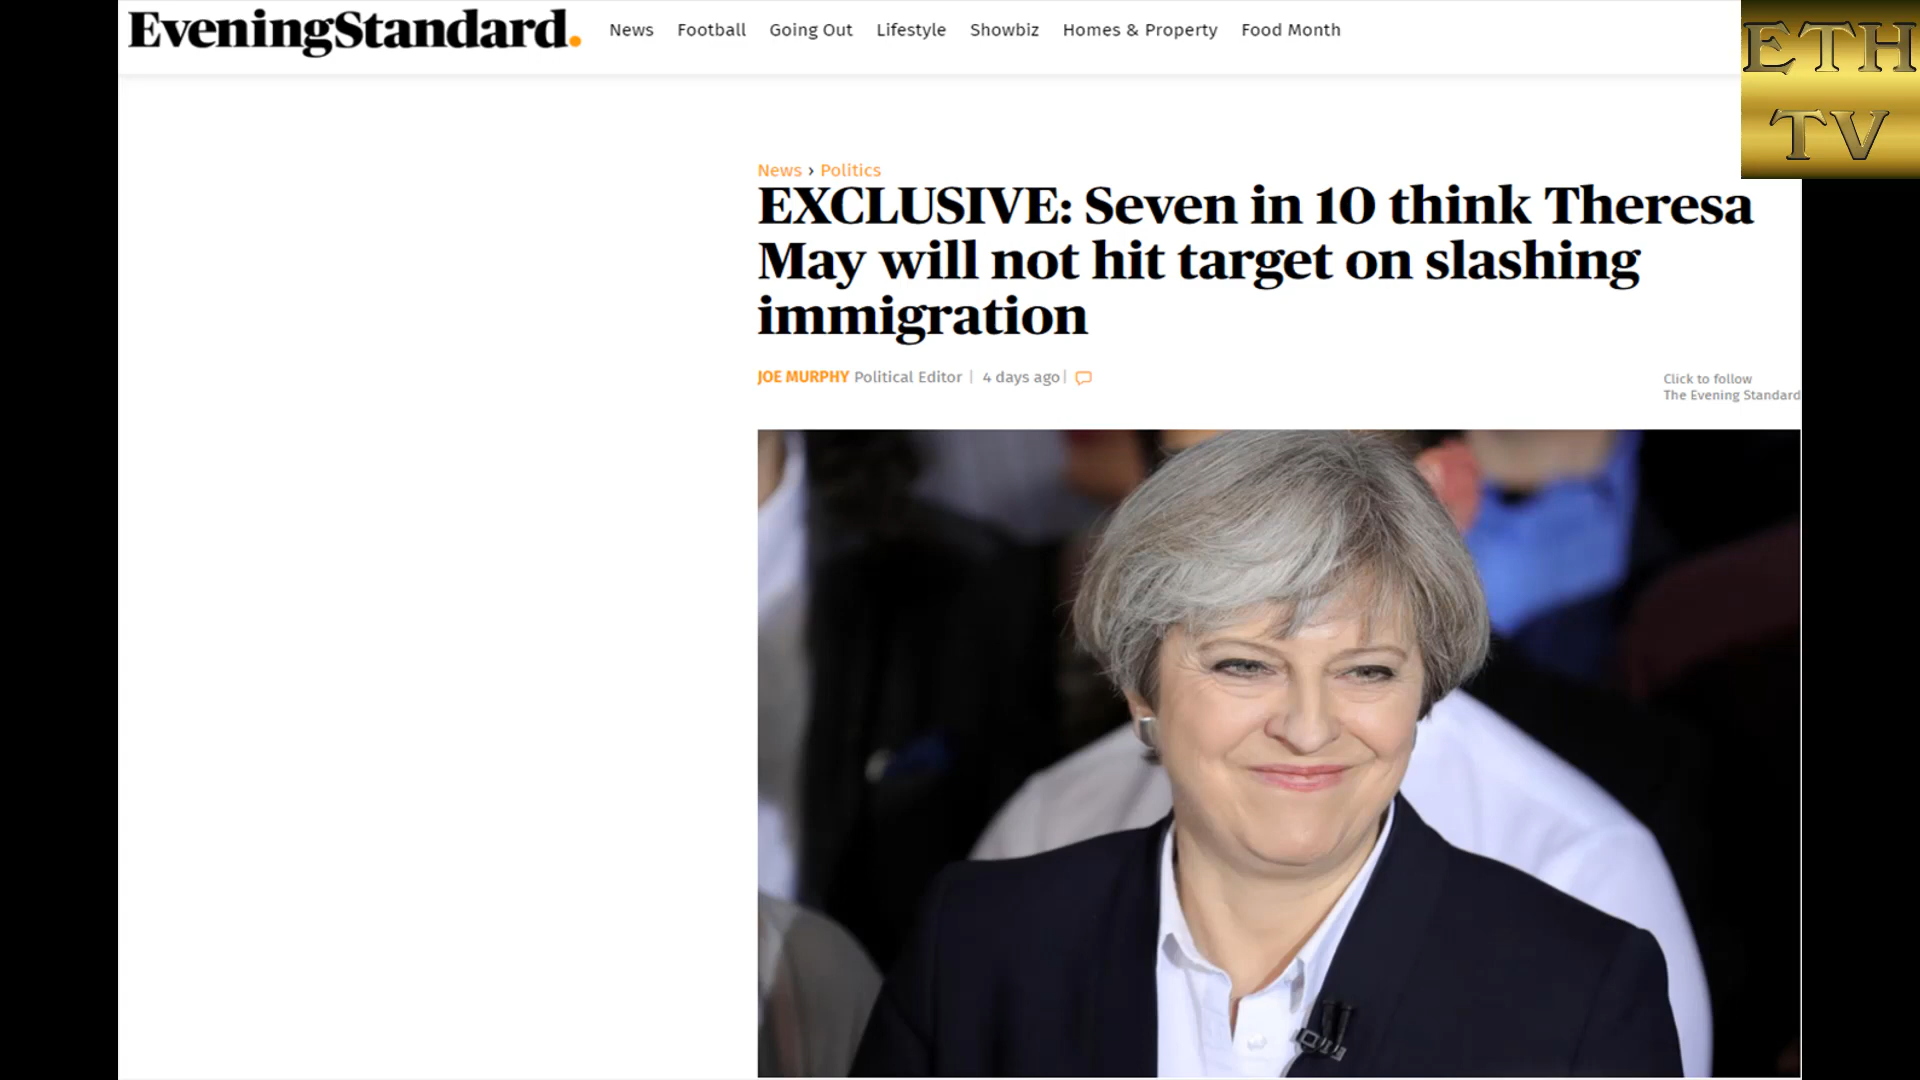 EveningStandard.
News Football Going Out Lifestyle Showbiz Homes & Property Food Month
ETH
TV
News › Politics
EXCLUSIVE: Seven in 10 think Theresa
May will not hit target on slashing
immigration
JOE MURPHY Political Editor | 4 days ago |
Click to follow
The Evening Standard